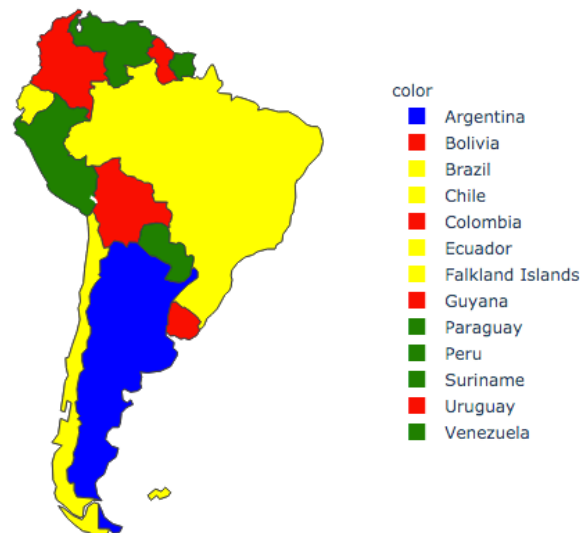 color
Argentina
Bolivia
Brazil
Chile
Colombia
Ecuador
Falkland Islands
Guyana
Paraguay
Peru
Suriname
Uruguay
Venezuela